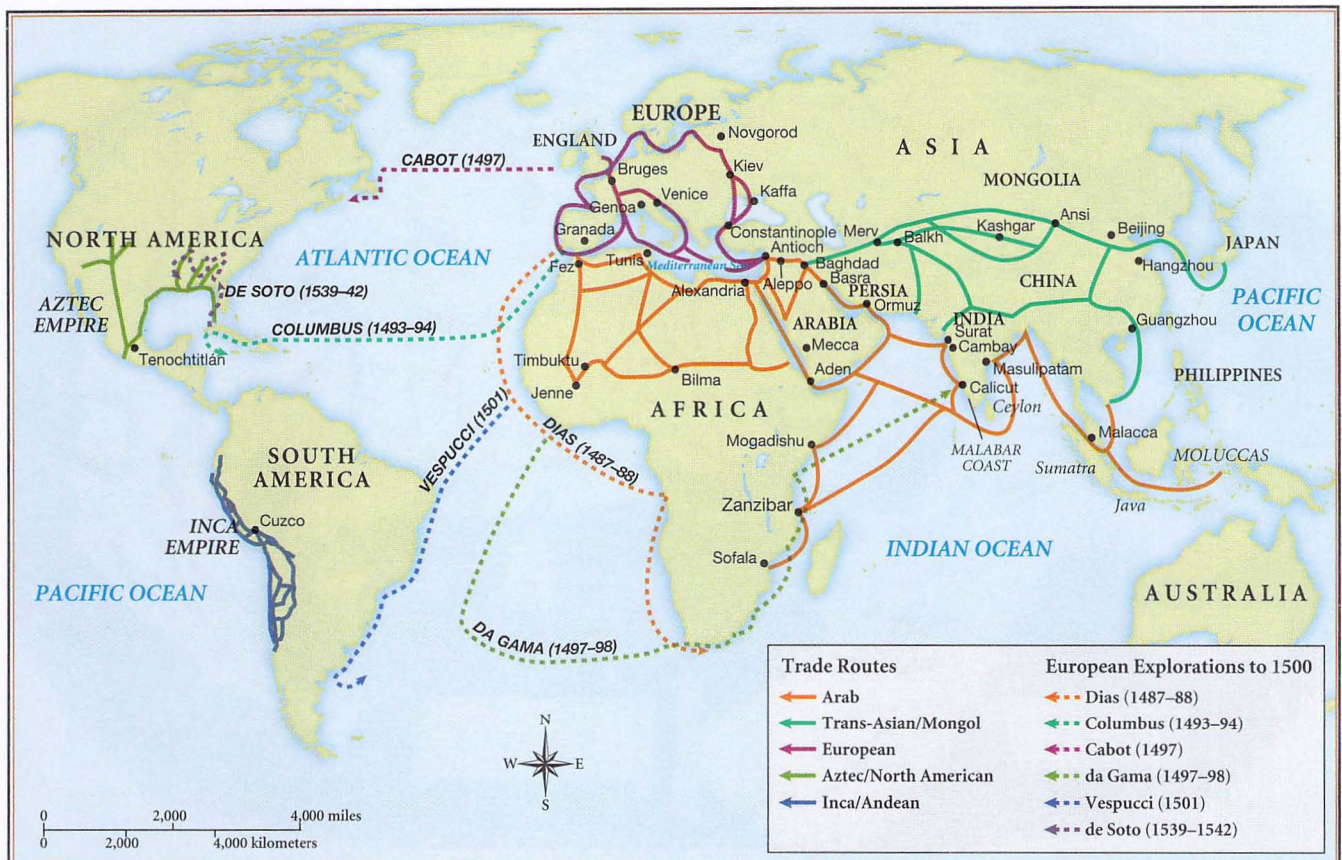 EUROPE
ENGLAND
Novgorod
ASIA
CABOT (1497)
Bruges
Kiev
MONGOLIA
Venice
Kaffa
Genoa
Granada
Constantinople
Antioch
Merv
Balkh
Kashgar
Ansi
Beijing
JAPAN
NORTH AMERICA
ATLANTIC OCEAN
Fez
Tunis
Mediterranean Sea
Baghdad
Hangzhou
Basra
Aleppo
Alexandria
PERSIA
CHINA
DE SOTO (1539–42)
AZTEC
EMPIRE
Ormuz
PACIFIC
OCEAN
COLUMBUS (1493–94)
ARABIA
INDIA
Surat
Guangzhou
Mecca
Cambay
Tenochtitlán
Timbuktu
Bilma
Masulipatam
PHILIPPINES
Jenne
Aden
Calicut
Ceylon
AFRICA
VESPUCCI (1501)
DIAS (1487–88)
Mogadishu
MALABAR
COAST
Malacca
SOUTH
AMERICA
Sumatra
MOLUCCAS
Zanzibar
Java
INCA
EMPIRE
Cuzco
Sofala
INDIAN OCEAN
PACIFIC OCEAN
AUSTRALIA
DA GAMA (1497–98)
Trade Routes
Arab
Trans-Asian/Mongol
European
Aztec/North American
Inca/Andean
European Explorations to 1500
Dias (1487–88)
Columbus (1493–94)
Cabot (1497)
da Gama (1497–98)
Vespucci (1501)
de Soto (1539–1542)
N
W E
S
0 2,000 4,000 miles
0 2,000 4,000 kilometers